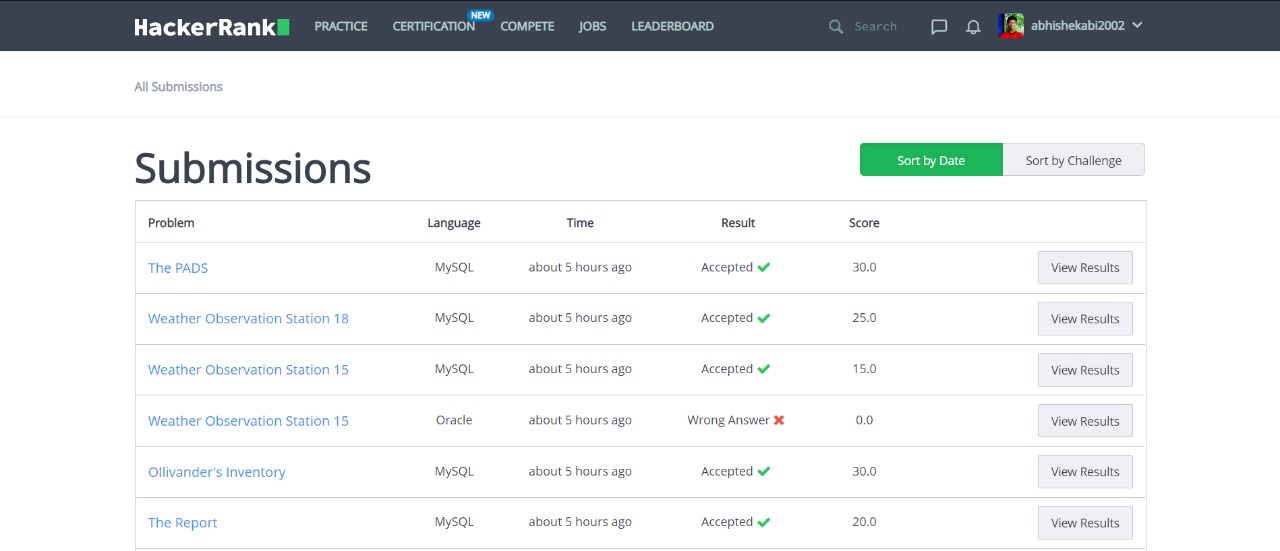 HackerRank PRACTICE CERTIFICATION NEW COMPETE JOBS LEADERBOARD Search abhishekabi2002
All Submissions
Submissions Sort by Date Sort by Challenge
Problem Language Time Result Score
The PADS MySQL about 5 hours ago Accepted 30.0 View Results
Weather Observation Station 18 MySQL about 5 hours ago Accepted 25.0 View Results
Weather Observation Station 15 MySQL about 5 hours ago Accepted 15.0 View Results
Weather Observation Station 15 Oracle about 5 hours ago Wrong Answer 0.0 View Results
Ollivander's Inventory MySQL about 5 hours ago Accepted 30.0 View Results
The Report MySQL about 5 hours ago Accepted 20.0 View Results